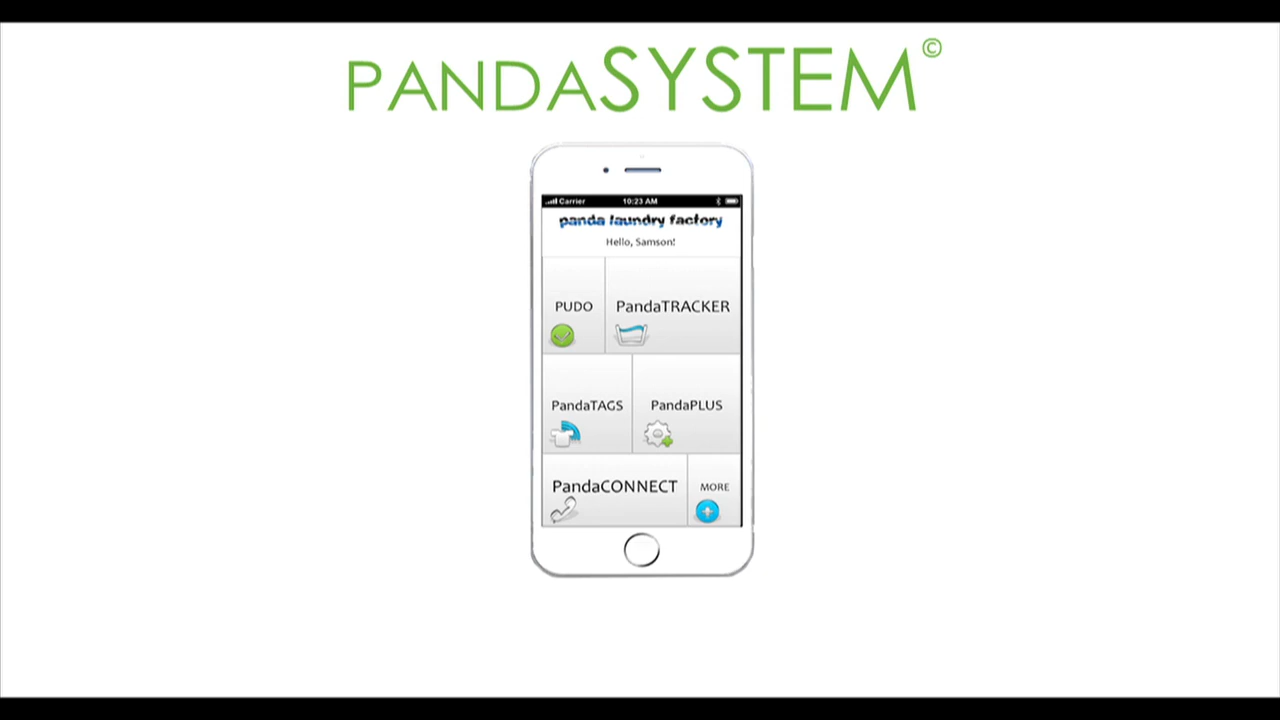 PANDASYSTEM©
Carrier 10:23 AM
panda laundry factory
Hello, Samson!
PUDO PandaTRACKER
PandaTAGS PandaPLUS
PandaCONNECT MORE